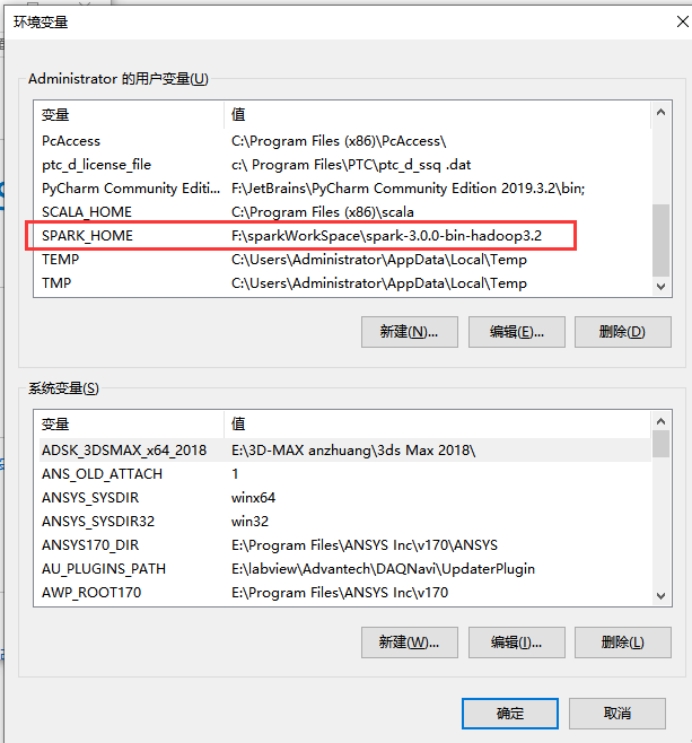 环境变量
Administrator 的用户变量(U)
变量 值
PcAccess C:\Program Files (x86)\PcAccess\
ptc_d_license_file c:\ Program Files\PTC\ptc_d_ssq .dat
PyCharm Community Editi... F:\JetBrains\PyCharm Community Edition 2019.3.2\bin;
SCALA_HOME C:\Program Files (x86)\scala
SPARK_HOME F:\sparkWorkSpace\spark-3.0.0-bin-hadoop3.2
TEMP C:\Users\Administrator\AppData\Local\Temp
TMP C:\Users\Administrator\AppData\Local\Temp
新建(N)... 编辑(E)... 删除(D)
系统变量(S)
变量 值
ADSK_3DSMAX_x64_2018 E:\3D-MAX anzhuang\3ds Max 2018\
ANS_OLD_ATTACH 1
ANSYS_SYSDIR winx64
ANSYS_SYSDIR32 win32
ANSYS170_DIR E:\Program Files\ANSYS Inc\v170\ANSYS
AU_PLUGINS_PATH E:\labview\Advantech\DAQNavi\UpdaterPlugin
AWP_ROOT170 E:\Program Files\ANSYS Inc\v170
新建(W)... 编辑(I)... 删除(L)
确定 取消